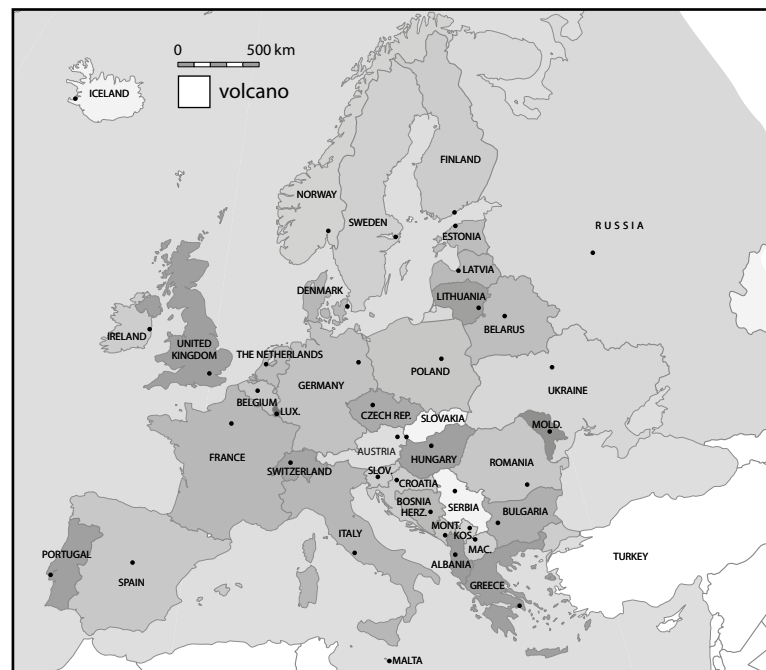 0 500 km
volcano
ICELAND
FINLAND
NORWAY
SWEDEN
RUSSIA
ESTONIA
LATVIA
DENMARK
LITHUANIA
BELARUS
IRELAND
UNITED
KINGDOM
THE NETHERLANDS
POLAND
GERMANY
UKRAINE
BELGIUM
LUX.
CZECH REP.
SLOVAKIA
MOLD.
AUSTRIA
FRANCE
HUNGARY
SWITZERLAND
SLOV.
ROMANIA
CROATIA
BOSNIA
HERZ.
SERBIA
BULGARIA
MONT.
KOS.
ITALY
MAC.
PORTUGAL
TURKEY
ALBANIA
SPAIN
GREECE
MALTA